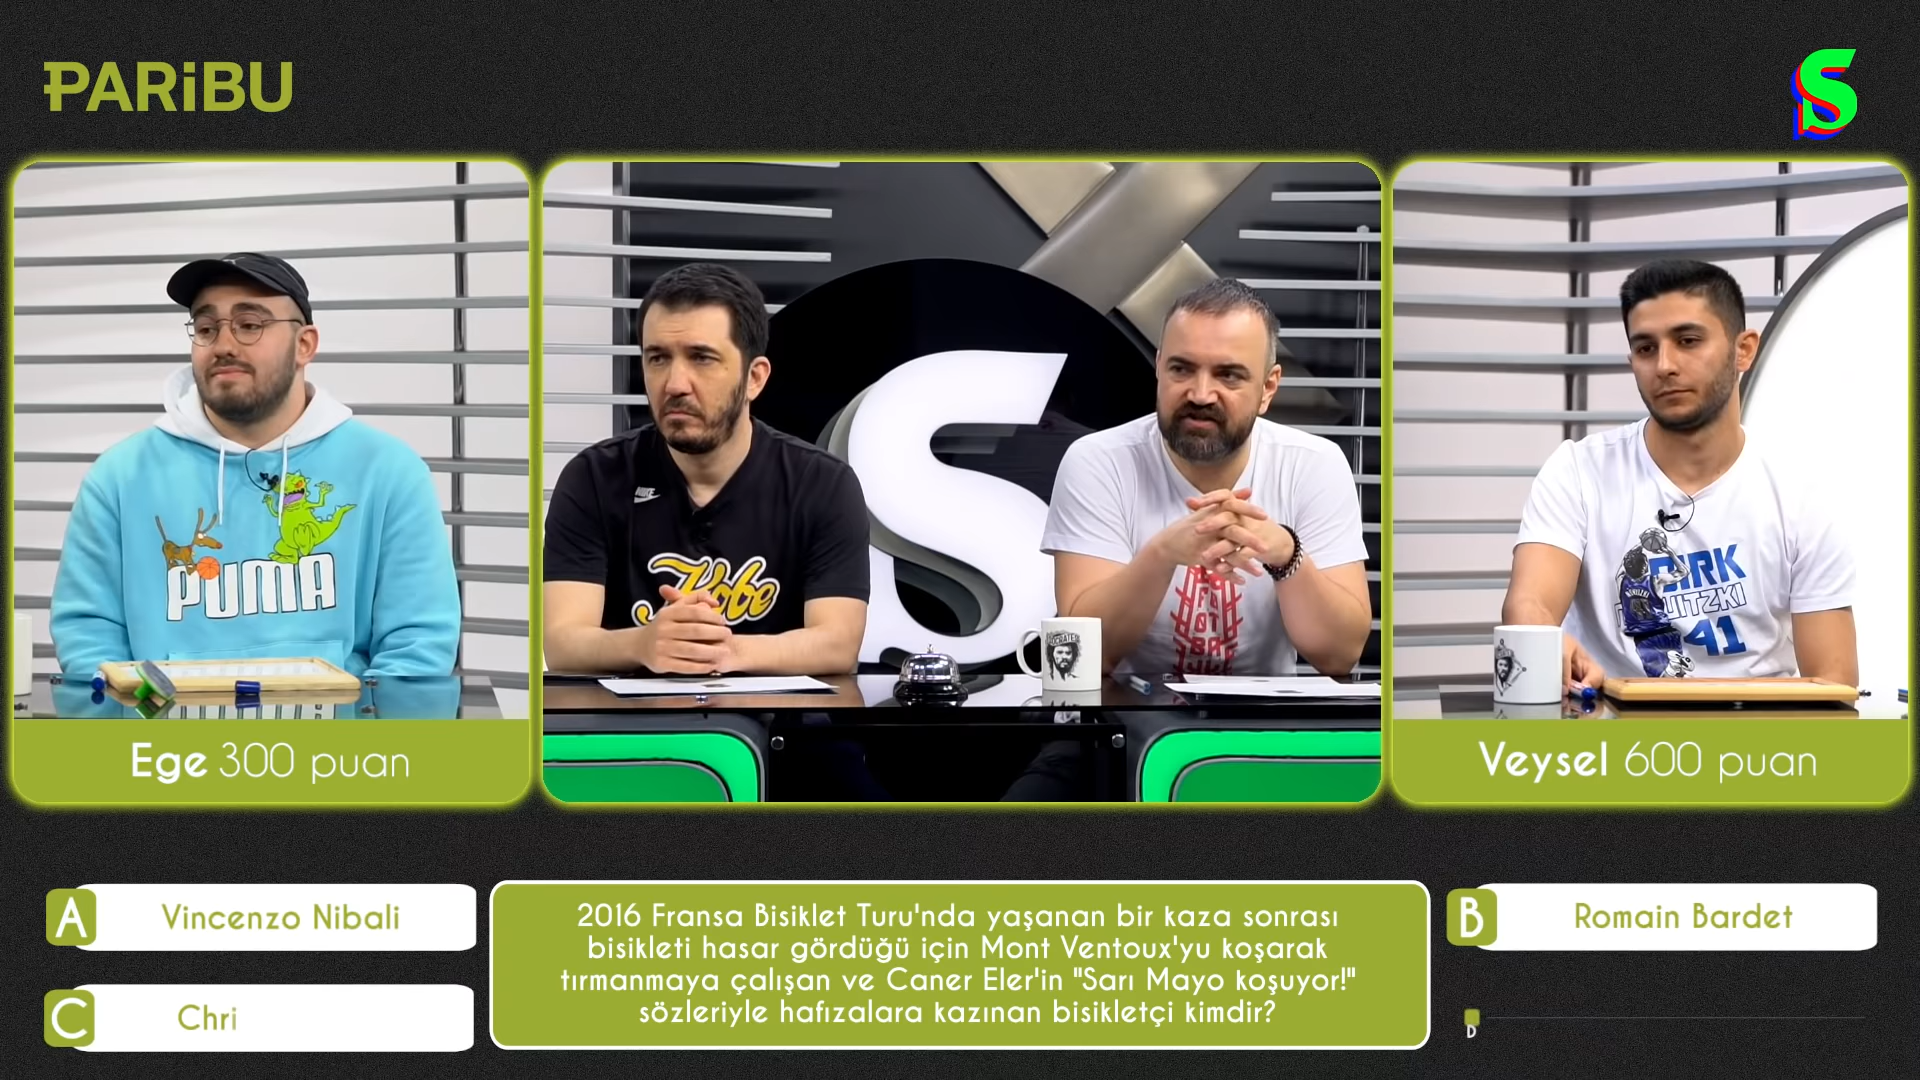 PARiBU
S
NIKE
Kobe
PUMA
DIRK
41
Ege 300 puan
Veysel 600 puan
A Vincenzo Nibali
2016 Fransa Bisiklet Turu'nda yaşanan bir kaza sonrası
bisikleti hasar gördüğü için Mont Ventoux'yu koşarak
tırmanmaya çalışan ve Caner Eler'in "Sarı Mayo koşuyor!"
sözleriyle hafızalara kazınan bisikletçi kimdir?
B Romain Bardet
C Chri
D